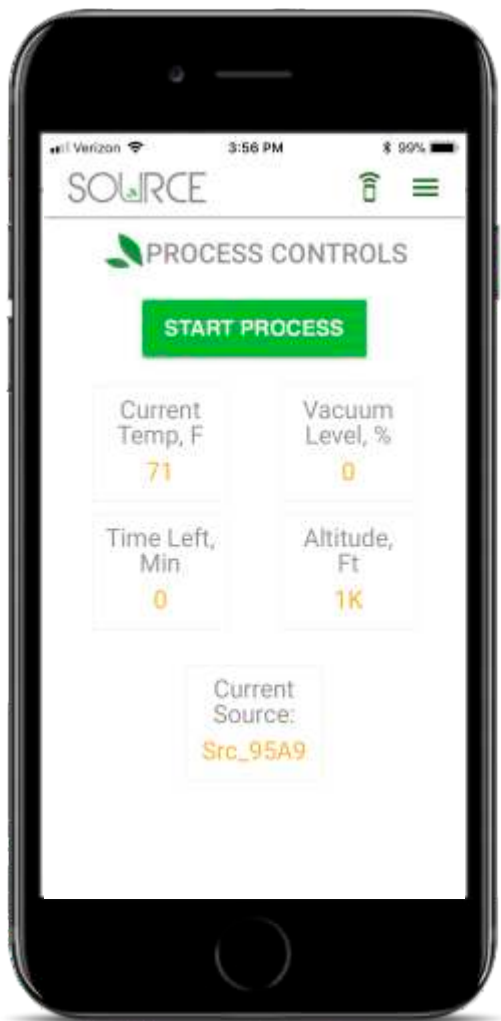 Verizon 3:56 PM 99%
SOURCE
PROCESS CONTROLS
START PROCESS
Current Vacuum
Temp, F Level, %
71 0
Time Left, Altitude,
Min Ft
0 1K
Current
Source:
Src_95A9